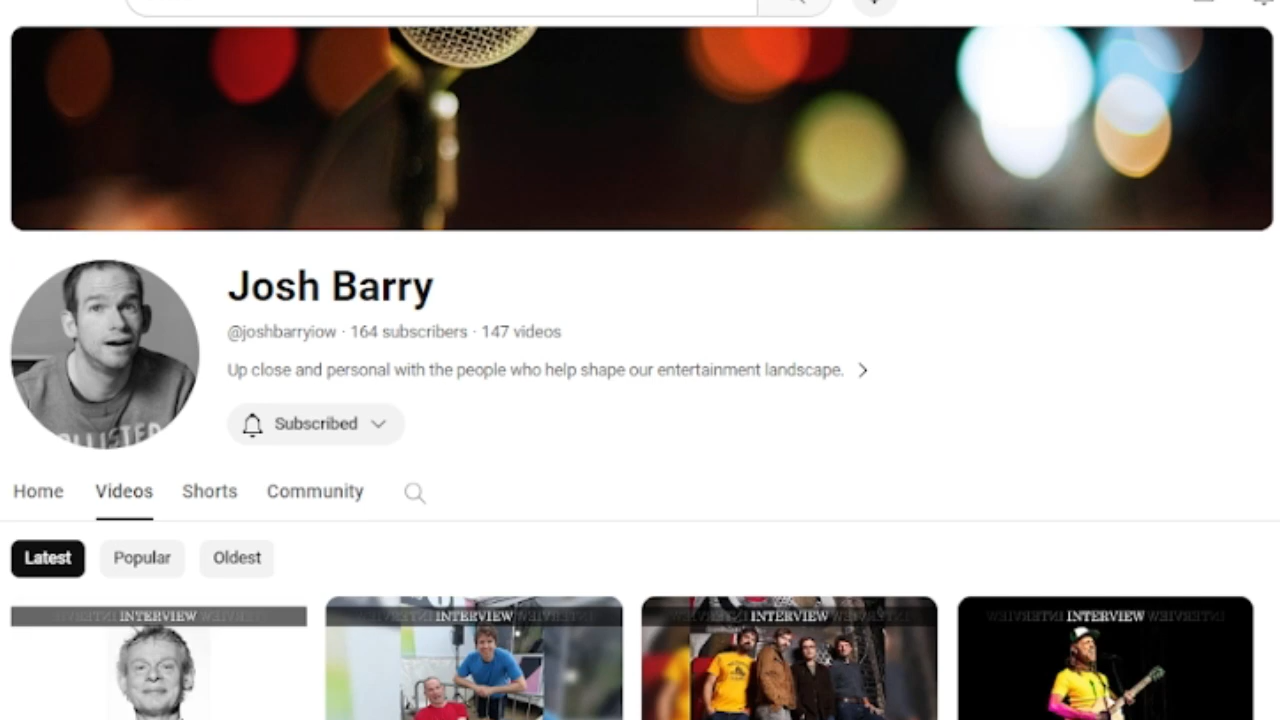 Josh Barry
@joshbarryiow · 164 subscribers · 147 videos
Up close and personal with the people who help shape our entertainment landscape.
Subscribed
Home Videos Shorts Community
Latest Popular Oldest
INTERVIEW INTERVIEW INTERVIEW INTERVIEW